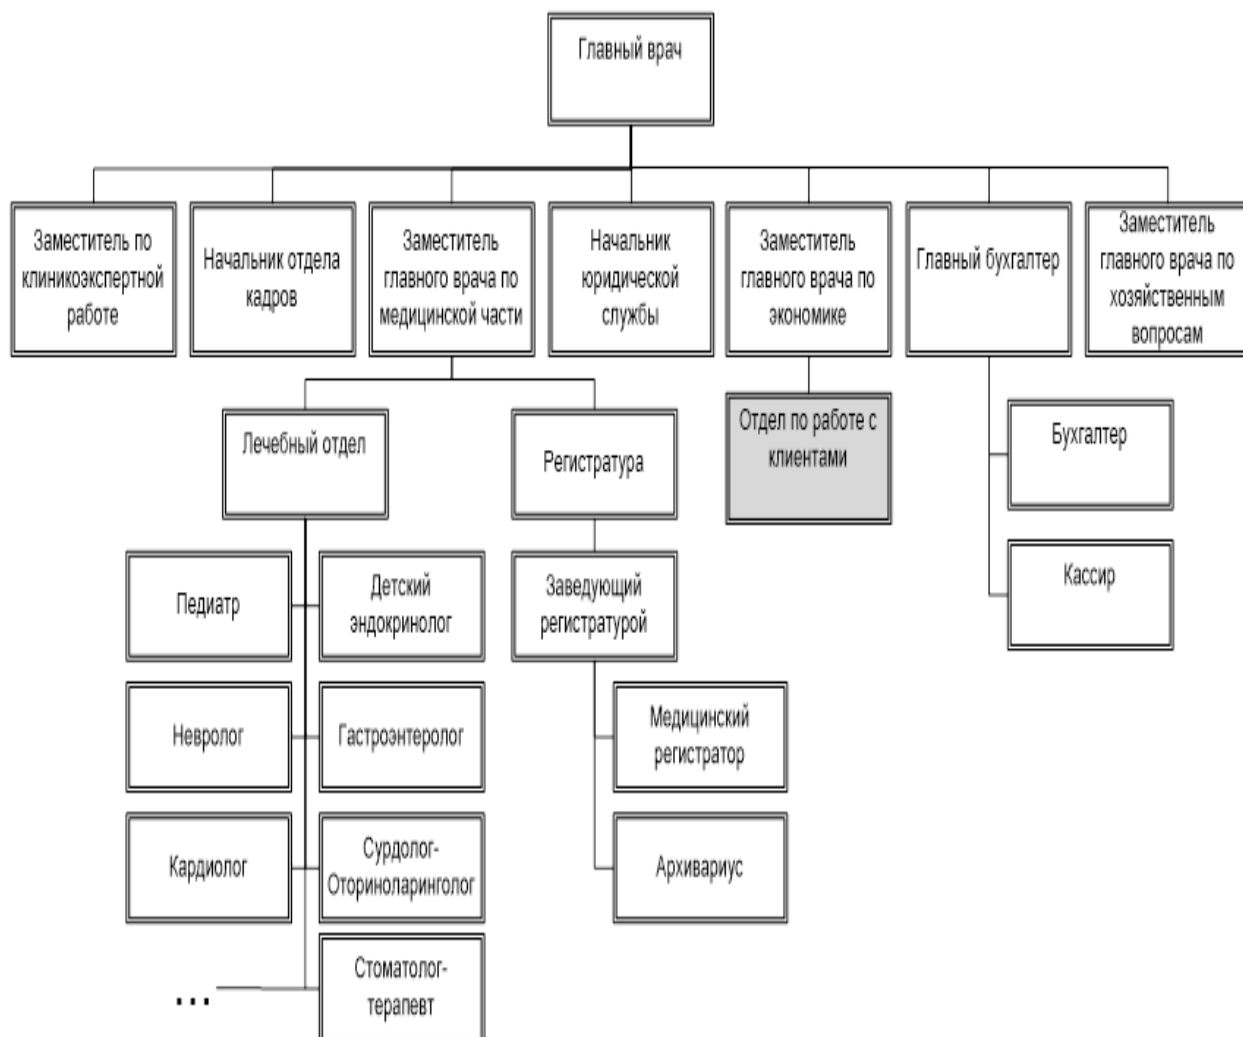 Главный врач
Заместитель по
клиникоэкспертной
работе
Начальник отдела
кадров
Заместитель
главного врача по
медицинской части
Начальник
юридической
службы
Заместитель
главного врача по
экономике
Главный бухгалтер
Заместитель
главного врача по
хозяйственным
вопросам
Лечебный отдел
Регистратура
Отдел по работе с
клиентами
Бухгалтер
Кассир
Педиатр
Детский
эндокринолог
Заведующий
регистратурой
Невролог
Гастроэнтеролог
Медицинский
регистратор
Кардиолог
Сурдолог-
Оториноларинголог
Архивариус
...
Стоматолог-
терапевт